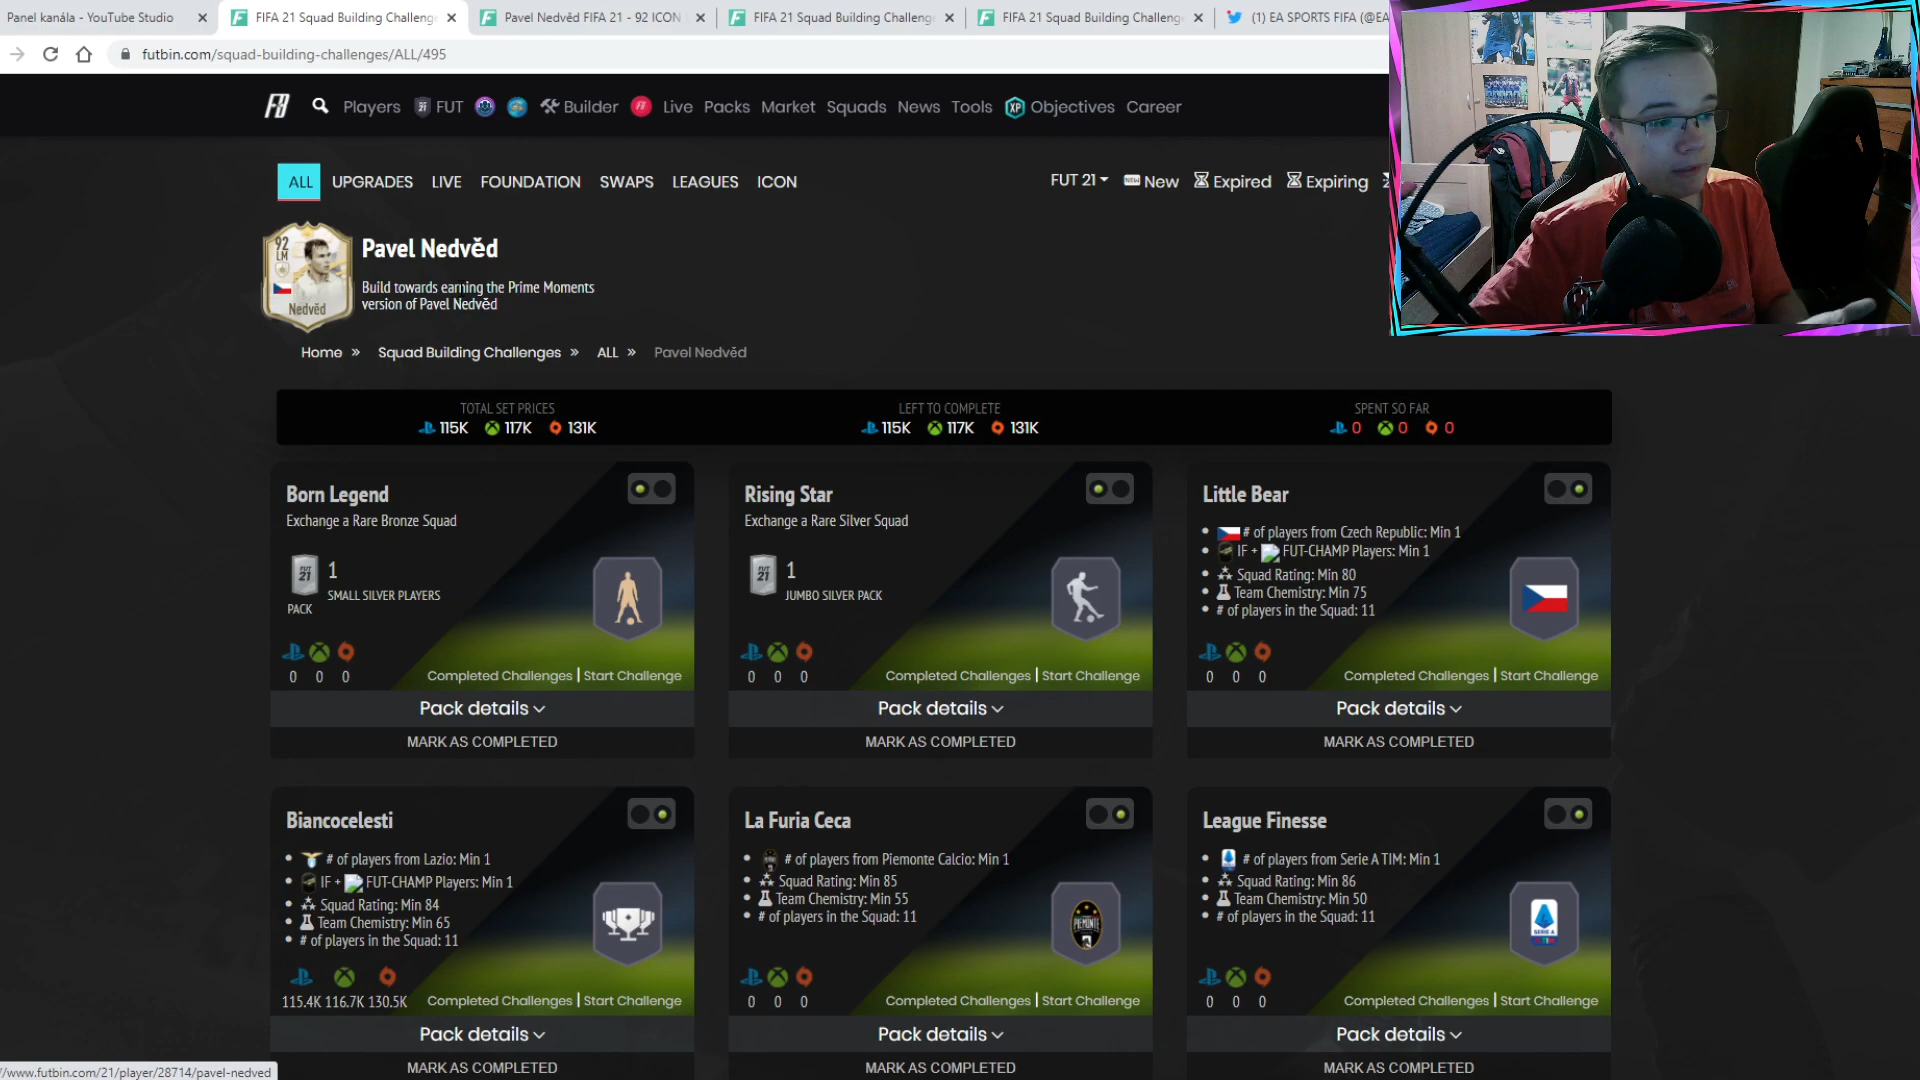 Panel kanála - YouTube Studio
FIFA 21 Squad Building Challenge
Pavel Nedvěd FIFA 21 - 92 ICON
FIFA 21 Squad Building Challenge
FIFA 21 Squad Building Challenge
(1) EA SPORTS FIFA (@EA
futbin.com/squad-building-challenges/ALL/495
Players FUT Builder Live Packs Market Squads News Tools XP Objectives Career
ALL UPGRADES LIVE FOUNDATION SWAPS LEAGUES ICON
FUT 21 NEW New Expired Expiring
92
LM
Nedvěd
Pavel Nedvěd
Build towards earning the Prime Moments
version of Pavel Nedvěd
Home » Squad Building Challenges » ALL » Pavel Nedvěd
TOTAL SET PRICES
115K 117K 131K
LEFT TO COMPLETE
115K 117K 131K
SPENT SO FAR
0 0 0
Born Legend
Exchange a Rare Bronze Squad
FUT 21
1
SMALL SILVER PLAYERS
PACK
0 0 0
Completed Challenges | Start Challenge
Pack details
MARK AS COMPLETED
Rising Star
Exchange a Rare Silver Squad
FUT 21
1
JUMBO SILVER PACK
0 0 0
Completed Challenges | Start Challenge
Pack details
MARK AS COMPLETED
Little Bear
# of players from Czech Republic: Min 1
IF + FUT-CHAMP Players: Min 1
Squad Rating: Min 80
Team Chemistry: Min 75
# of players in the Squad: 11
0 0 0
Completed Challenges | Start Challenge
Pack details
MARK AS COMPLETED
Biancocelesti
# of players from Lazio: Min 1
IF + FUT-CHAMP Players: Min 1
Squad Rating: Min 84
Team Chemistry: Min 65
# of players in the Squad: 11
115.4K 116.7K 130.5K
Completed Challenges | Start Challenge
Pack details
MARK AS COMPLETED
La Furia Ceca
# of players from Piemonte Calcio: Min 1
Squad Rating: Min 85
Team Chemistry: Min 55
# of players in the Squad: 11
PIEMONTE
0 0 0
Completed Challenges | Start Challenge
Pack details
MARK AS COMPLETED
League Finesse
# of players from Serie A TIM: Min 1
Squad Rating: Min 86
Team Chemistry: Min 50
# of players in the Squad: 11
SERIE A
0 0 0
Completed Challenges | Start Challenge
Pack details
MARK AS COMPLETED
/www.futbin.com/21/player/28714/pavel-nedved